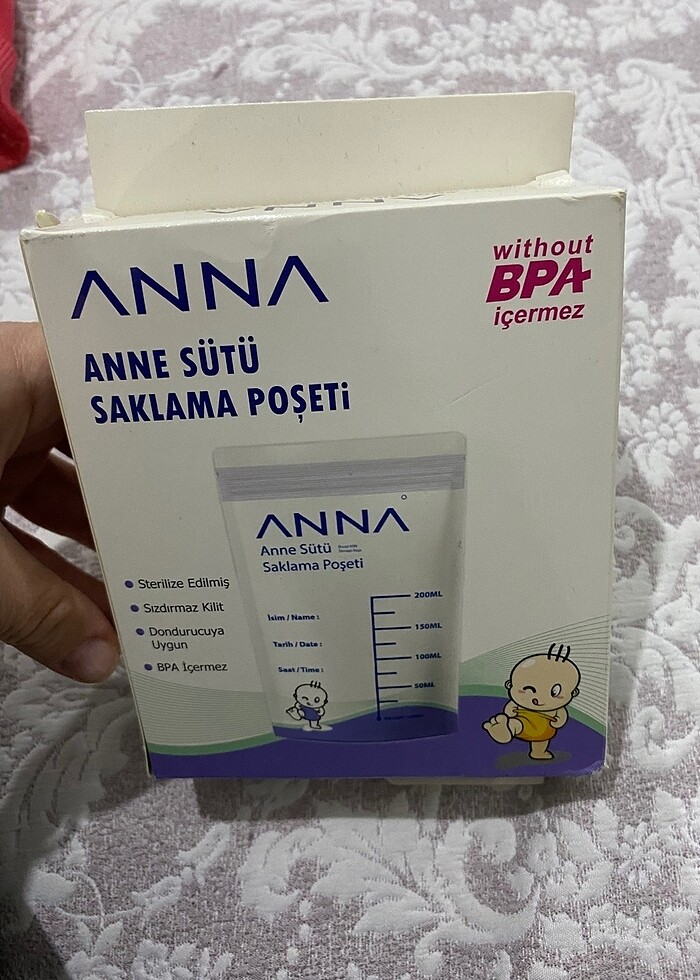 ANNA
without
BPA
içermez
ANNE SÜTÜ
SAKLAMA POŞETi
ANNA
Anne Sütü
Saklama Poşeti
Sterilize Edilmiş
Sızdırmaz Kilit
Dondurucuya
Uygun
BPA İçermez
İsim / Name :
Tarih / Date :
Saat / Time :
200ML
150ML
100ML
50ML